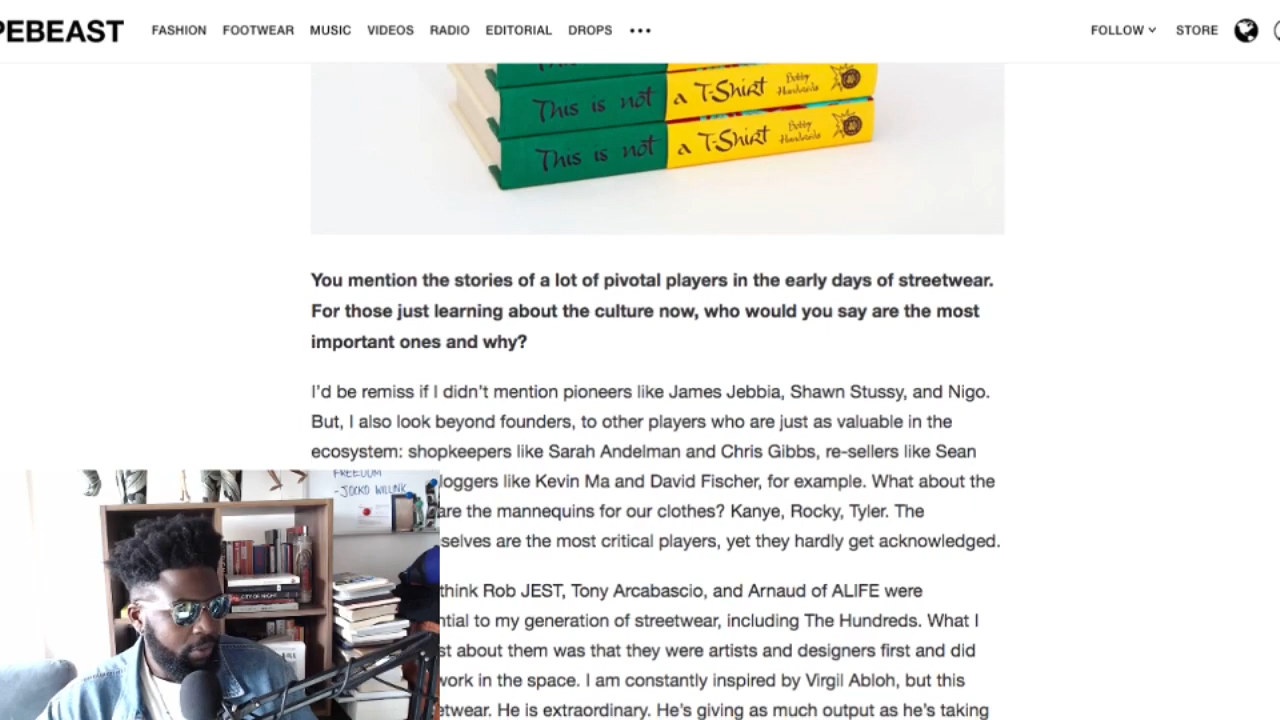 PEBEAST
FASHION FOOTWEAR MUSIC VIDEOS RADIO EDITORIAL DROPS •••
FOLLOW STORE
This is not a T-Shirt Bobby Hundreds
This is not a T-Shirt Bobby Hundreds
You mention the stories of a lot of pivotal players in the early days of streetwear.
For those just learning about the culture now, who would you say are the most
important ones and why?
I’d be remiss if I didn’t mention pioneers like James Jebbia, Shawn Stussy, and Nigo.
But, I also look beyond founders, to other players who are just as valuable in the
ecosystem: shopkeepers like Sarah Andelman and Chris Gibbs, re-sellers like Sean
loggers like Kevin Ma and David Fischer, for example. What about the
are the mannequins for our clothes? Kanye, Rocky, Tyler. The
selves are the most critical players, yet they hardly get acknowledged.
think Rob JEST, Tony Arcabascio, and Arnaud of ALIFE were
ntial to my generation of streetwear, including The Hundreds. What I
st about them was that they were artists and designers first and did
work in the space. I am constantly inspired by Virgil Abloh, but this
etwear. He is extraordinary. He’s giving as much output as he’s taking
FREEDOM
-JOCKO WILLINK
CITY OF NIGHT